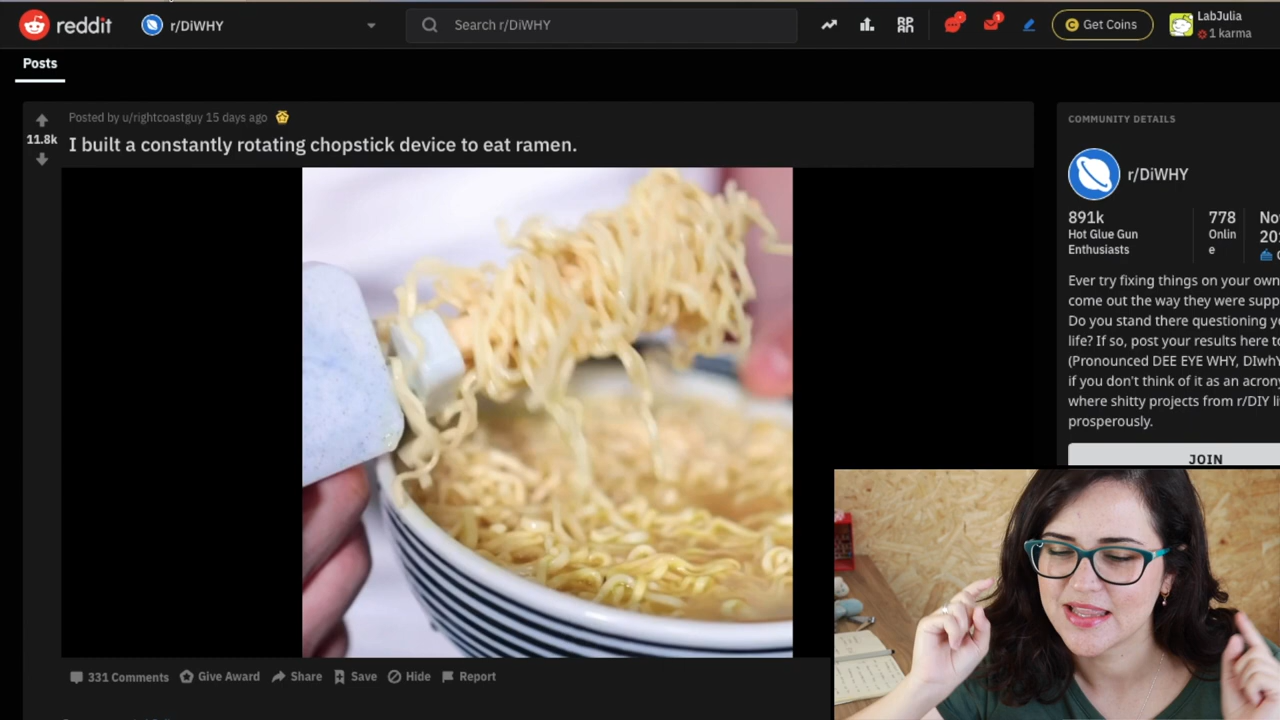 reddit
r/DiWHY
Search r/DiWHY
1
Get Coins
LabJulia
1 karma
Posts
Posted by u/rightcoastguy 15 days ago
11.8k
I built a constantly rotating chopstick device to eat ramen.
331 Comments
Give Award
Share
Save
Hide
Report
COMMUNITY DETAILS
r/DiWHY
891k
Hot Glue Gun
Enthusiasts
778
Onlin
e
No
20
Ever try fixing things on your own
come out the way they were supp
Do you stand there questioning y
life? If so, post your results here t
(Pronounced DEE EYE WHY, DIwhY
if you don't think of it as an acrony
where shitty projects from r/DIY li
prosperously.
JOIN